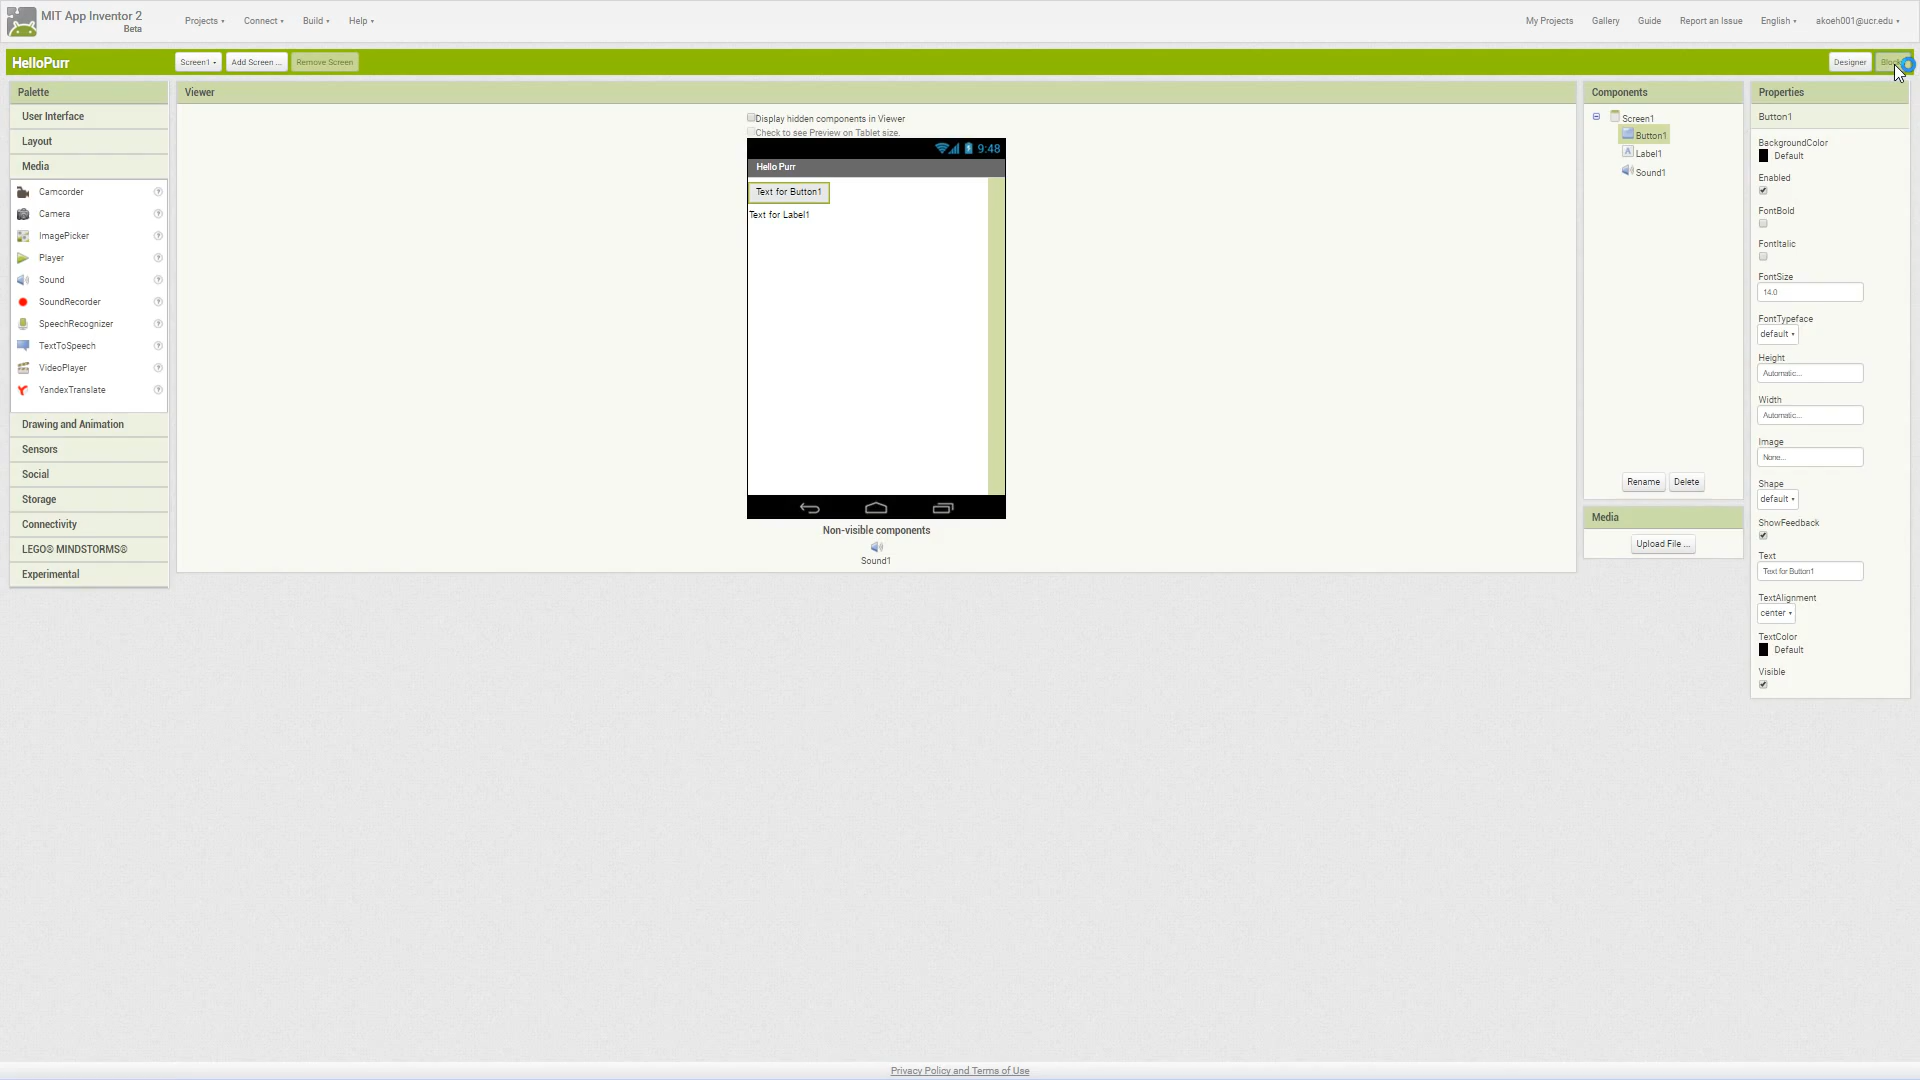 MIT App Inventor 2
Beta
Projects
Connect
Build
Help
My Projects
Gallery
Guide
Report an Issue
English
akoeh001@ucr.edu
HelloPurr
Screen1
Add Screen ...
Remove Screen
Designer
Palette
User Interface
Layout
Media
Camcorder
Camera
ImagePicker
Player
Sound
SoundRecorder
SpeechRecognizer
TextToSpeech
VideoPlayer
YandexTranslate
Drawing and Animation
Sensors
Social
Storage
Connectivity
LEGO® MINDSTORMS®
Experimental
Viewer
Display hidden components in Viewer
Check to see Preview on Tablet size.
9:48
Hello Purr
Text for Button1
Text for Label1
Non-visible components
Sound1
Components
Screen1
Button1
Label1
Sound1
Rename
Delete
Media
Upload File ...
Properties
Button1
BackgroundColor
Default
Enabled
FontBold
FontItalic
FontSize
14.0
FontTypeface
default
Height
Automatic...
Width
Automatic...
Image
None...
Shape
default
ShowFeedback
Text
Text for Button1
TextAlignment
center
TextColor
Default
Visible
Privacy Policy and Terms of Use